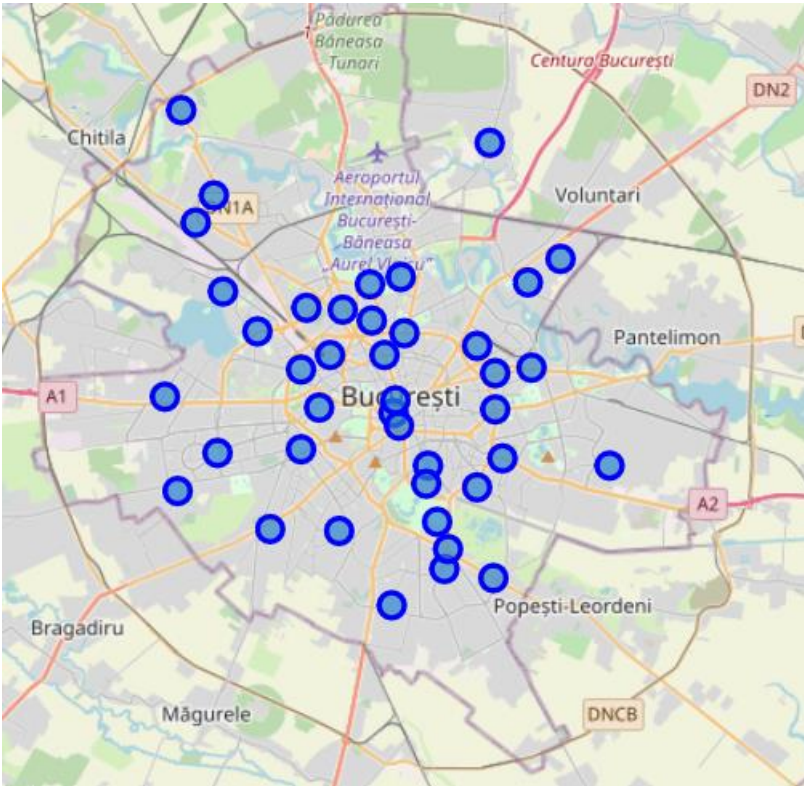 Pădurea
Băneasa
Tunari
Centura București
DN2
Chitila
Aeroportul
Internațional
București-
Băneasa
„Aurel Vlaicu”
Voluntari
N1A
Pantelimon
A1
București
A2
Popești-Leordeni
Bragadiru
Măgurele
DNCB